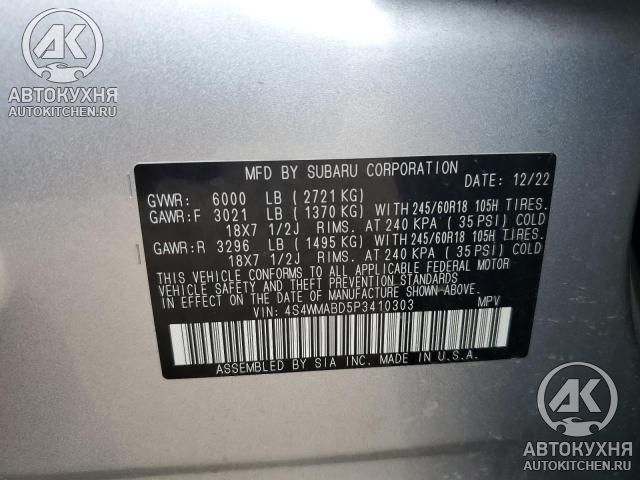 AK
АВТОКУХНЯ
AUTOKITCHEN.RU
MFD BY SUBARU CORPORATION
DATE: 12/22
GVWR: 6000 LB ( 2721 KG)
GAWR:F 3021 LB ( 1370 KG) WITH 245/60R18 105H TIRES.
18X7 1/2J RIMS. AT 240 KPA ( 35 PSI) COLD
GAWR:R 3296 LB ( 1495 KG) WITH 245/60R18 105H TIRES.
18X7 1/2J RIMS. AT 240 KPA ( 35 PSI) COLD
THIS VEHICLE CONFORMS TO ALL APPLICABLE FEDERAL MOTOR
VEHICLE SAFETY AND THEFT PREVENTION STANDARDS
IN EFFECT ON THE DATE OF MANUFACTURE SHOWN ABOVE.
VIN: 4S4WMABD5P3410303 MPV
ASSEMBLED BY SIA INC. MADE IN U.S.A.
AK
АВТОКУХНЯ
AUTOKITCHEN.RU